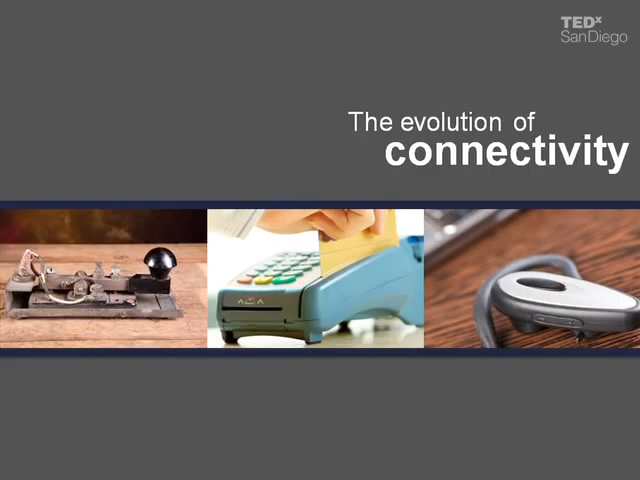 TEDx
SanDiego
The evolution of
connectivity